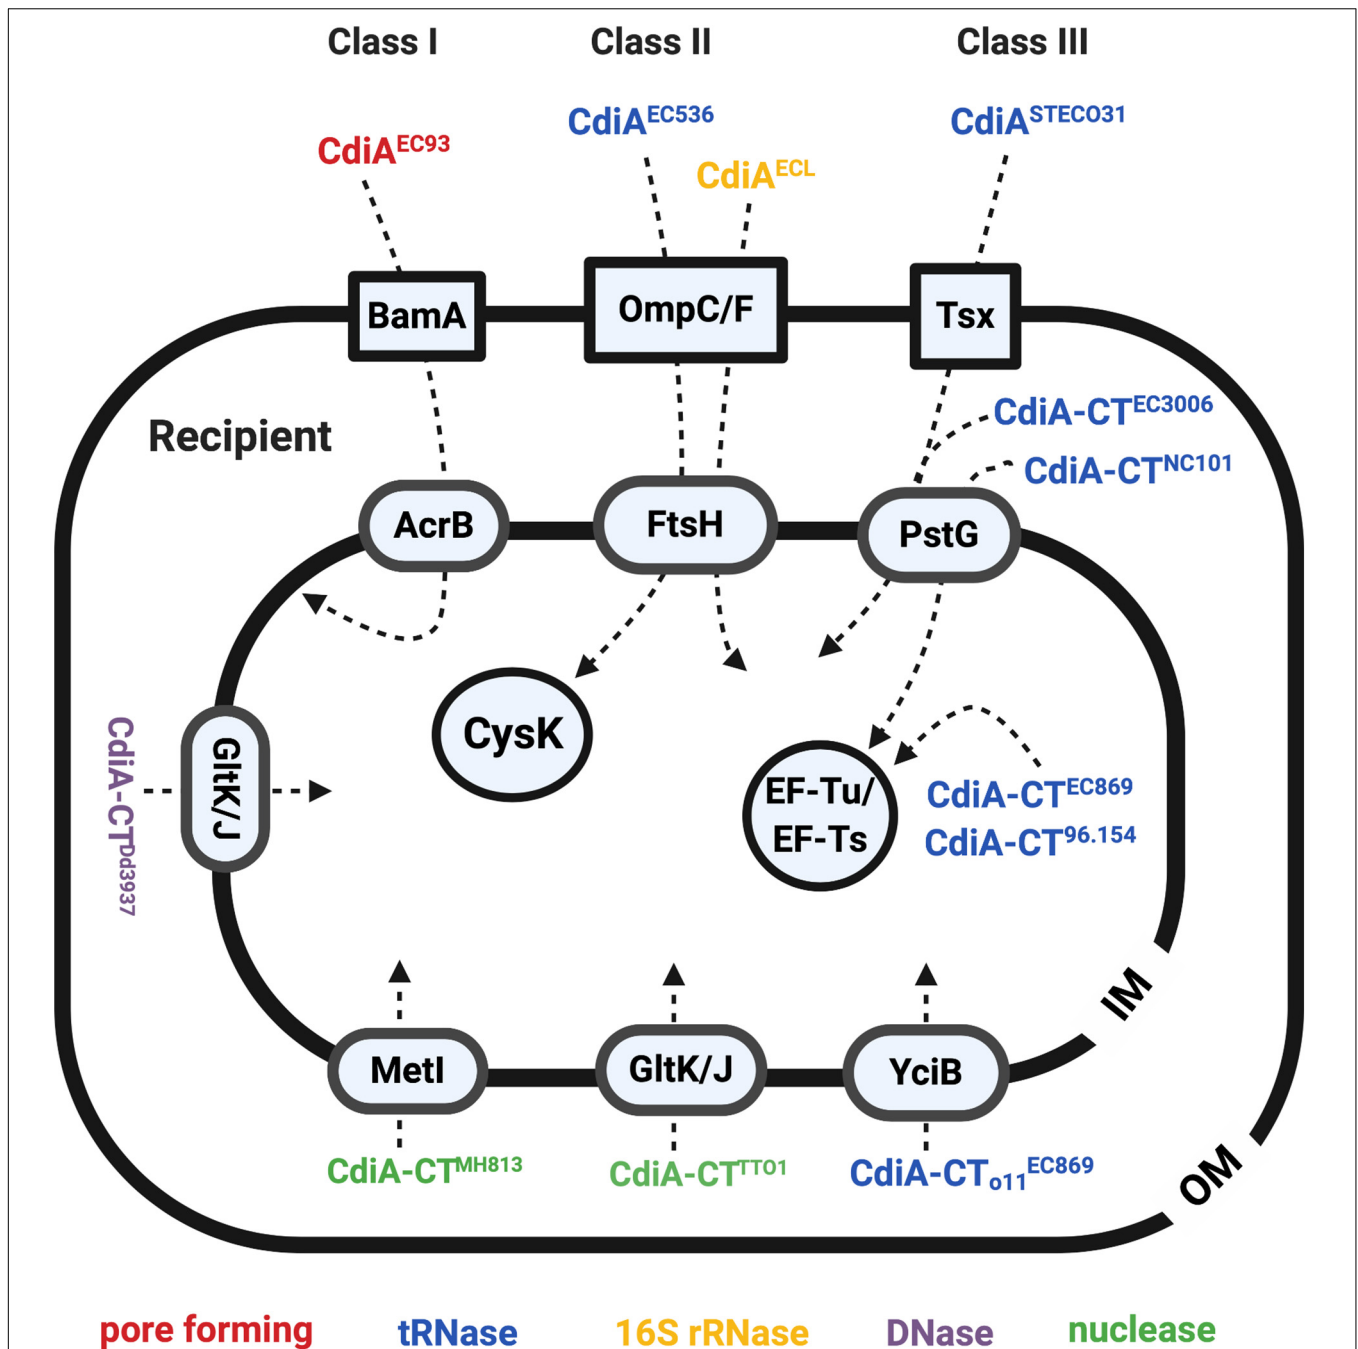 Class I
Class II
Class III
CdiA^EC93
CdiA^EC536
CdiA^ECL
CdiA^STECO31
BamA
OmpC/F
Tsx
Recipient
CdiA-CT^EC3006
CdiA-CT^NC101
AcrB
FtsH
PstG
CysK
CdiA-CT^Dd3937
GltK/J
EF-Tu/
EF-Ts
CdiA-CT^EC869
CdiA-CT^96.154
IM
MetI
GltK/J
YciB
OM
CdiA-CT^MH813
CdiA-CT^TTO1
CdiA-CT_o11^EC869
pore forming
tRNase
16S rRNase
DNase
nuclease